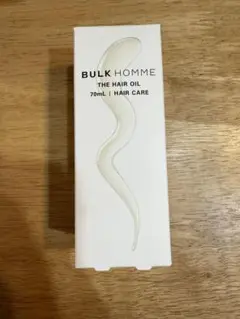 BULK HOMME
THE HAIR OIL
70mL | HAIR CARE